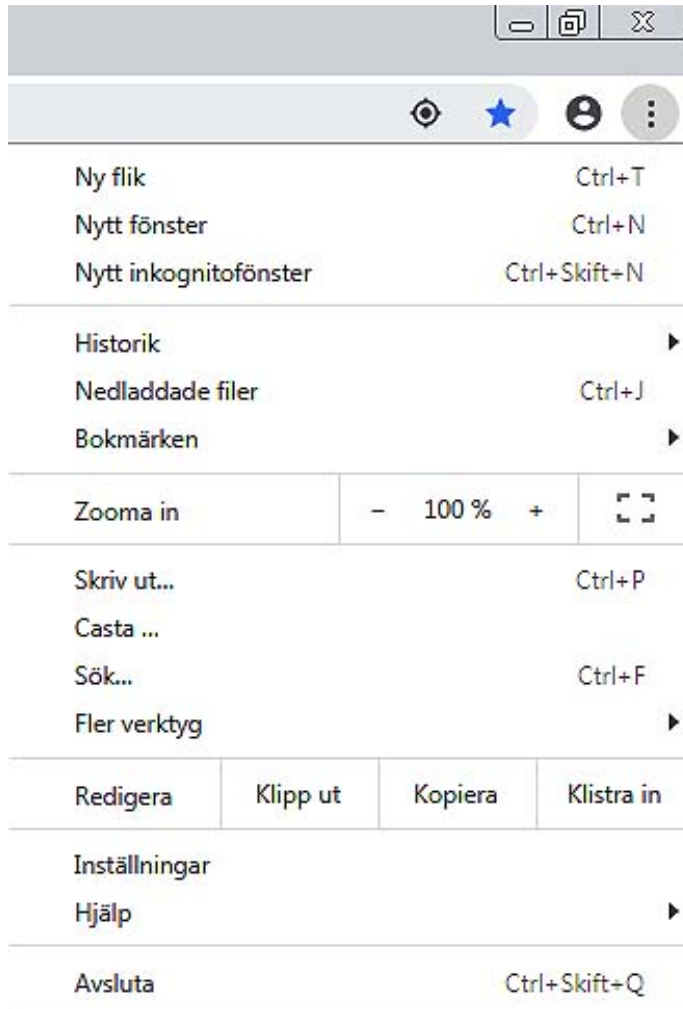 Ny flik Ctrl+T
Nytt fönster Ctrl+N
Nytt inkognitofönster Ctrl+Skift+N
Historik
Nedladdade filer Ctrl+J
Bokmärken
Zooma in - 100 % +
Skriv ut... Ctrl+P
Casta ...
Sök... Ctrl+F
Fler verktyg
Redigera Klipp ut Kopiera Klistra in
Inställningar
Hjälp
Avsluta Ctrl+Skift+Q